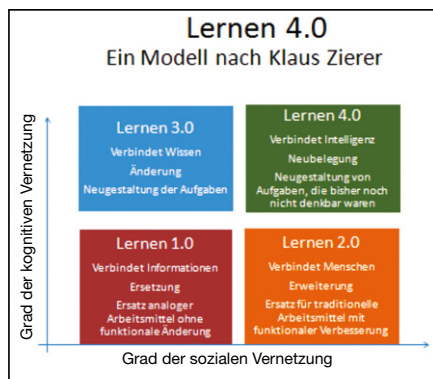 Lernen 4.0
Ein Modell nach Klaus Zierer
Grad der kognitiven Vernetzung
Lernen 3.0
Verbindet Wissen
Änderung
Neugestaltung der Aufgaben
Lernen 4.0
Verbindet Intelligenz
Neubelegung
Neugestaltung von
Aufgaben, die bisher noch
nicht denkbar waren
Lernen 1.0
Verbindet Informationen
Ersetzung
Ersatz analoger
Arbeitsmittel ohne
funktionale Änderung
Lernen 2.0
Verbindet Menschen
Erweiterung
Ersatz für traditionelle
Arbeitsmittel mit
funktionaler Verbesserung
Grad der sozialen Vernetzung